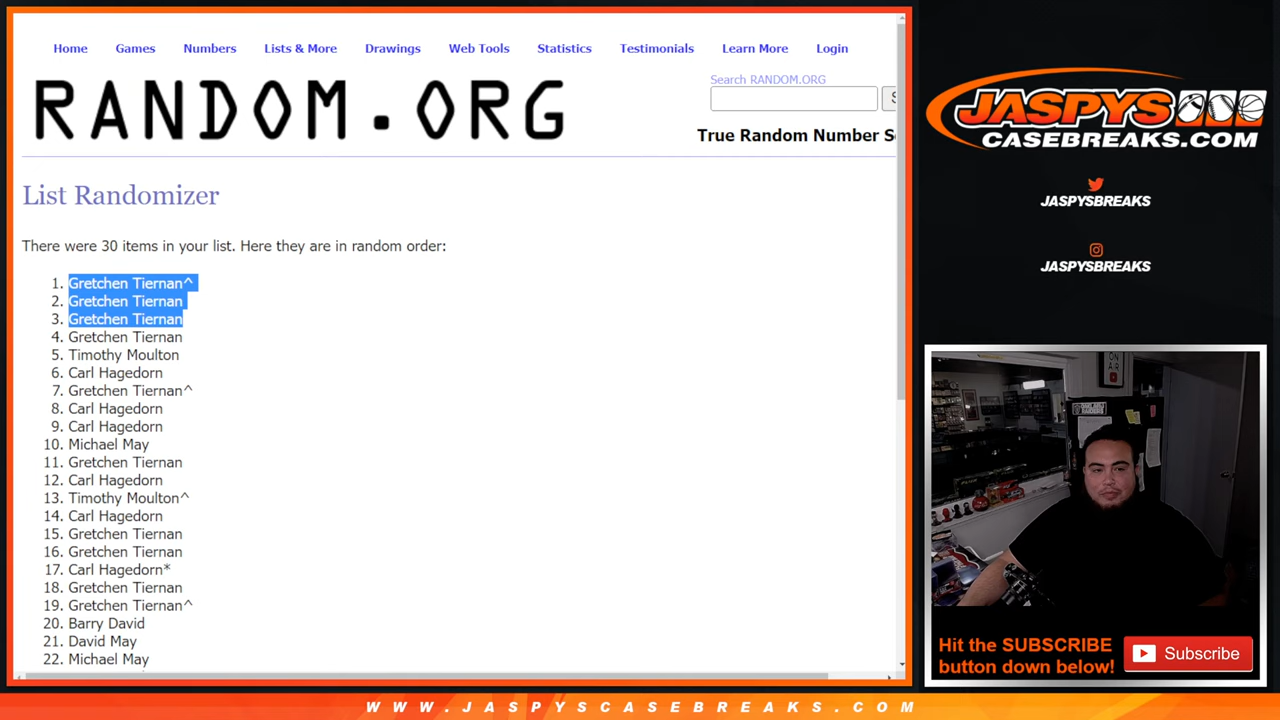 Home Games Numbers Lists & More Drawings Web Tools Statistics Testimonials Learn More Login
RANDOM.ORG
Search RANDOM.ORG
S
True Random Number S
List Randomizer
There were 30 items in your list. Here they are in random order:
1. Gretchen Tiernan^
2. Gretchen Tiernan
3. Gretchen Tiernan
4. Gretchen Tiernan
5. Timothy Moulton
6. Carl Hagedorn
7. Gretchen Tiernan^
8. Carl Hagedorn
9. Carl Hagedorn
10. Michael May
11. Gretchen Tiernan
12. Carl Hagedorn
13. Timothy Moulton^
14. Carl Hagedorn
15. Gretchen Tiernan
16. Gretchen Tiernan
17. Carl Hagedorn*
18. Gretchen Tiernan
19. Gretchen Tiernan^
20. Barry David
21. David May
22. Michael May
JASPYS
CASEBREAKS.COM
JASPYSBREAKS
JASPYSBREAKS
ON
AIR
Hit the SUBSCRIBE
button down below!
Subscribe
WWW.JASPYSCASEBREAKS.COM